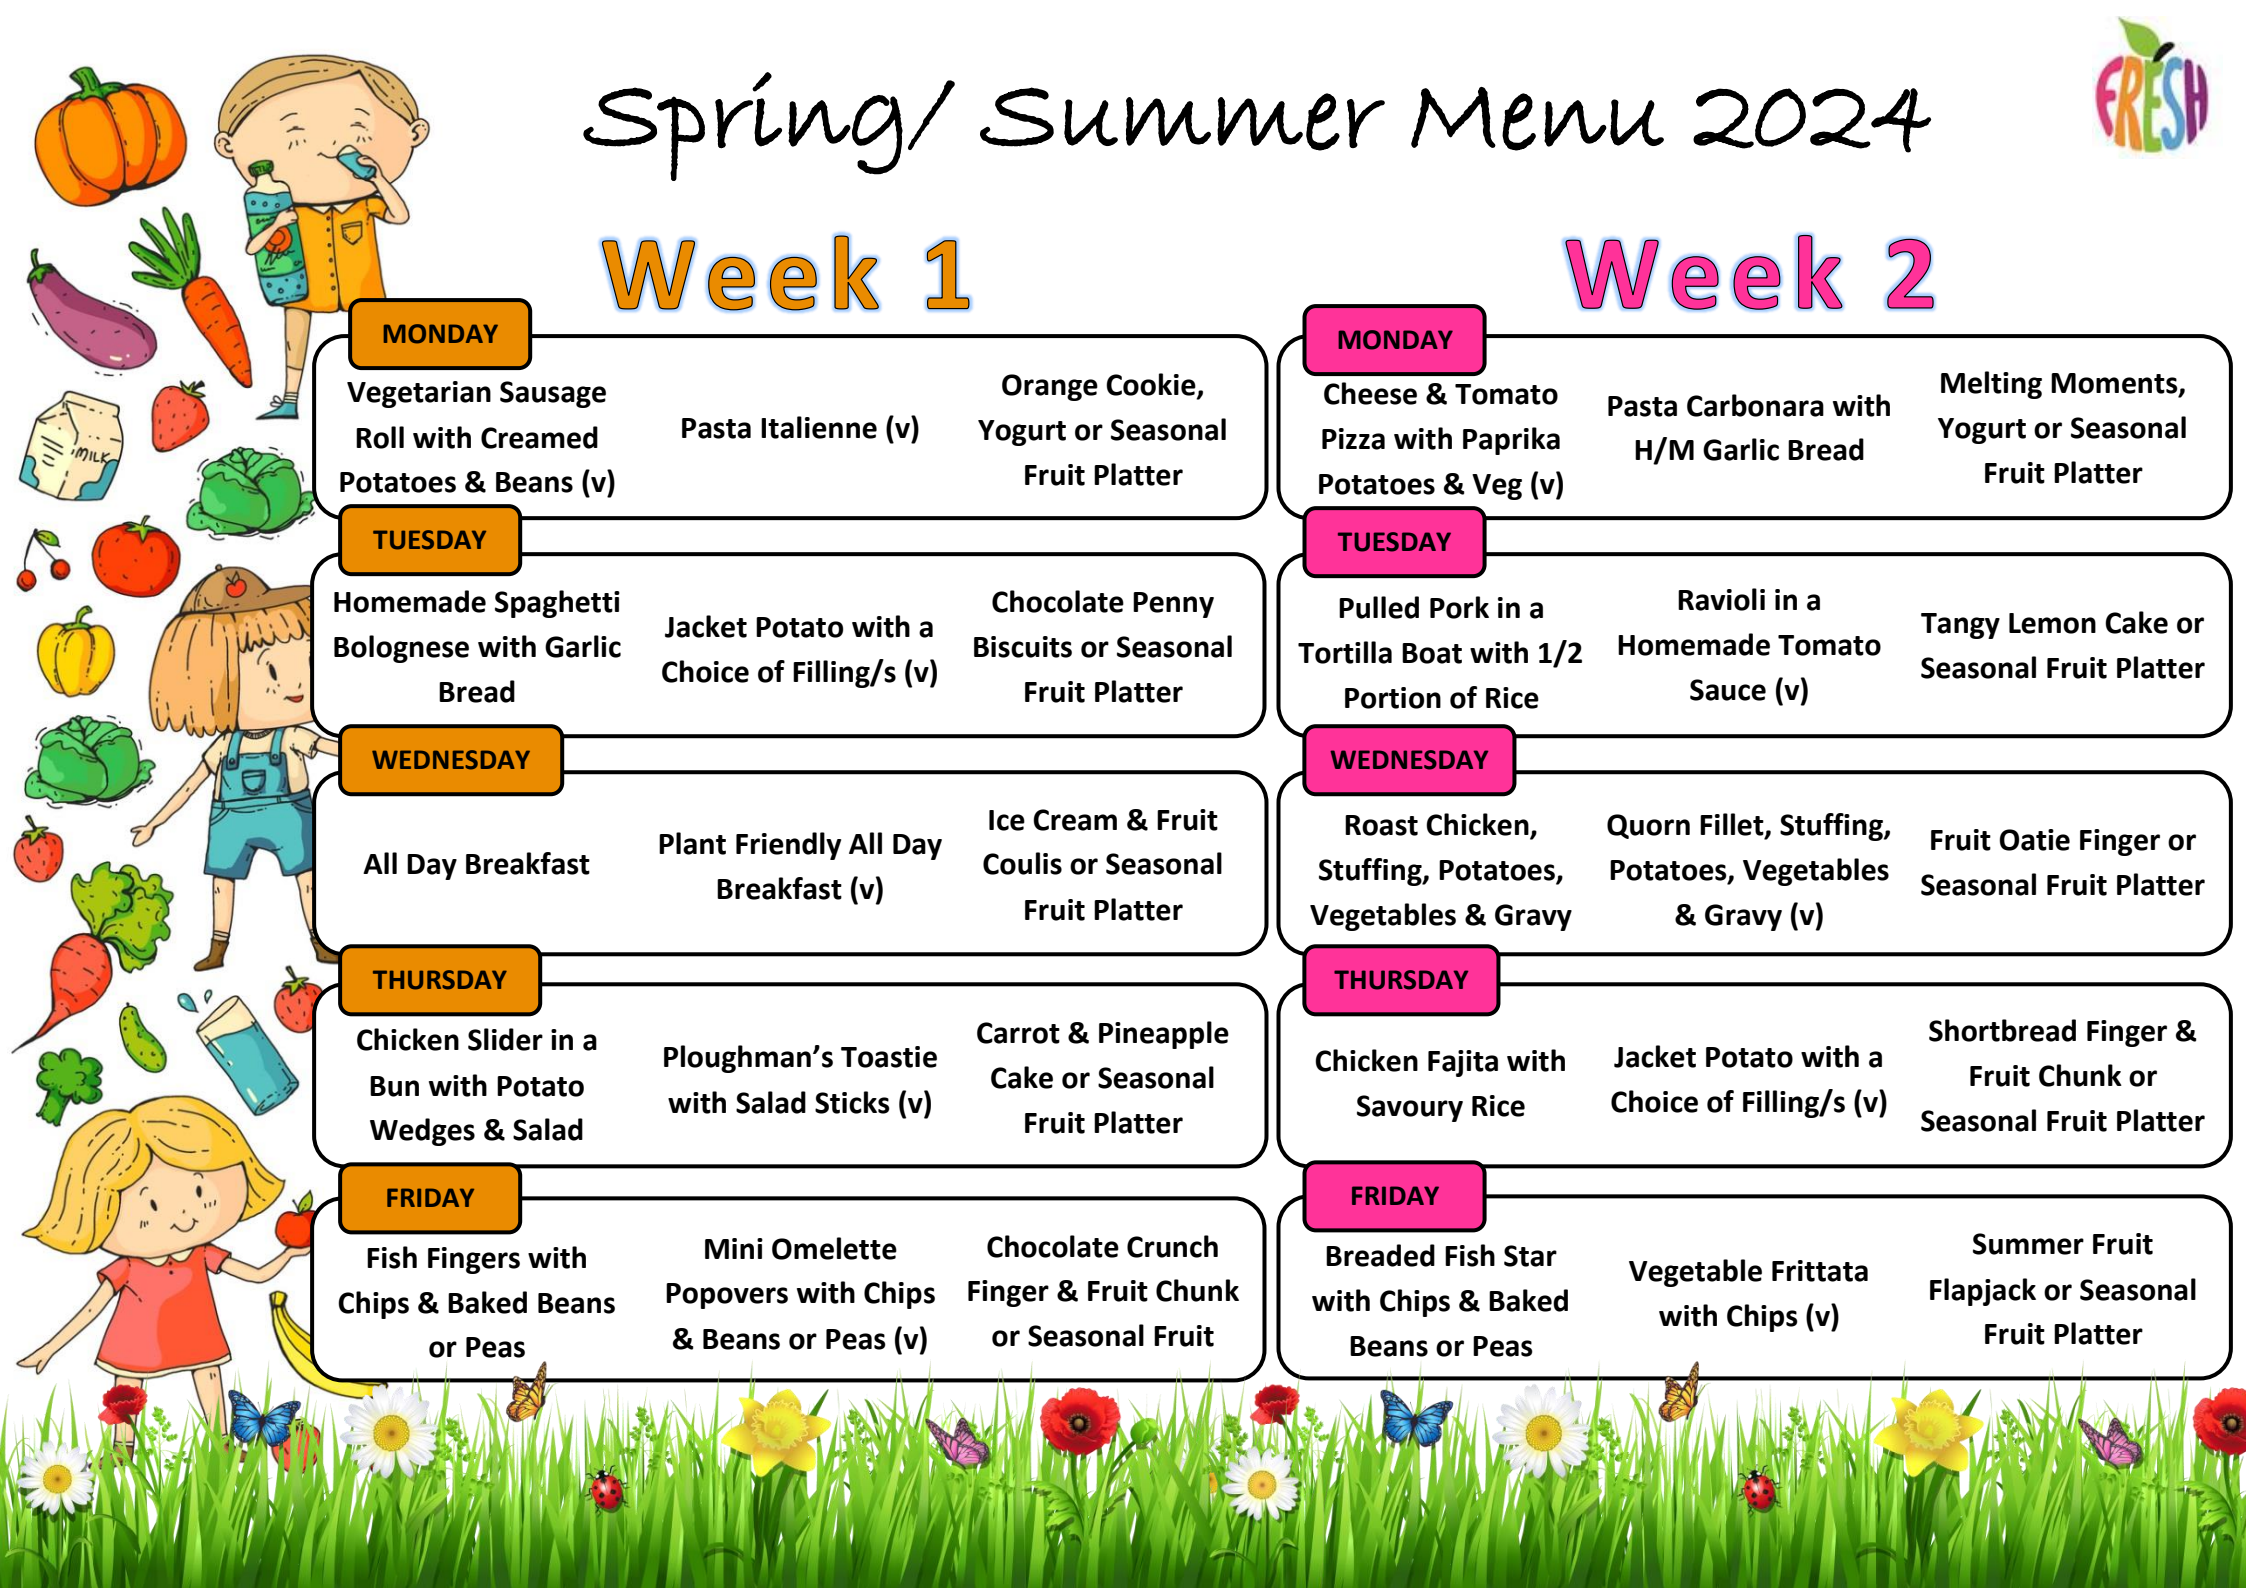 Spring/ Summer Menu 2024
FRESH
Week 1
MONDAY
Vegetarian Sausage
Roll with Creamed
Potatoes & Beans (v)
Pasta Italienne (v)
Orange Cookie,
Yogurt or Seasonal
Fruit Platter
TUESDAY
Homemade Spaghetti
Bolognese with Garlic
Bread
Jacket Potato with a
Choice of Filling/s (v)
Chocolate Penny
Biscuits or Seasonal
Fruit Platter
WEDNESDAY
All Day Breakfast
Plant Friendly All Day
Breakfast (v)
Ice Cream & Fruit
Coulis or Seasonal
Fruit Platter
THURSDAY
Chicken Slider in a
Bun with Potato
Wedges & Salad
Ploughman’s Toastie
with Salad Sticks (v)
Carrot & Pineapple
Cake or Seasonal
Fruit Platter
FRIDAY
Fish Fingers with
Chips & Baked Beans
or Peas
Mini Omelette
Popovers with Chips
& Beans or Peas (v)
Chocolate Crunch
Finger & Fruit Chunk
or Seasonal Fruit
Week 2
MONDAY
Cheese & Tomato
Pizza with Paprika
Potatoes & Veg (v)
Pasta Carbonara with
H/M Garlic Bread
Melting Moments,
Yogurt or Seasonal
Fruit Platter
TUESDAY
Pulled Pork in a
Tortilla Boat with 1/2
Portion of Rice
Ravioli in a
Homemade Tomato
Sauce (v)
Tangy Lemon Cake or
Seasonal Fruit Platter
WEDNESDAY
Roast Chicken,
Stuffing, Potatoes,
Vegetables & Gravy
Quorn Fillet, Stuffing,
Potatoes, Vegetables
& Gravy (v)
Fruit Oatie Finger or
Seasonal Fruit Platter
THURSDAY
Chicken Fajita with
Savoury Rice
Jacket Potato with a
Choice of Filling/s (v)
Shortbread Finger &
Fruit Chunk or
Seasonal Fruit Platter
FRIDAY
Breaded Fish Star
with Chips & Baked
Beans or Peas
Vegetable Frittata
with Chips (v)
Summer Fruit
Flapjack or Seasonal
Fruit Platter
MILK